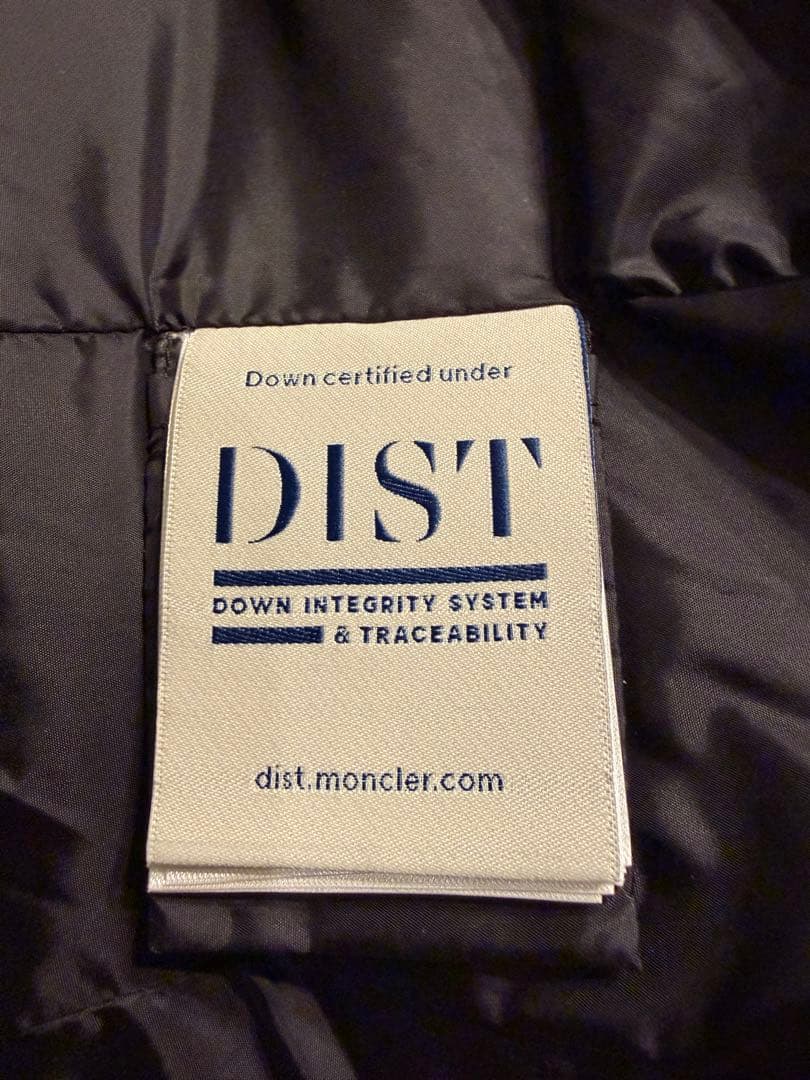 Down certified under
DIST
DOWN INTEGRITY SYSTEM
& TRACEABILITY
dist.moncler.com